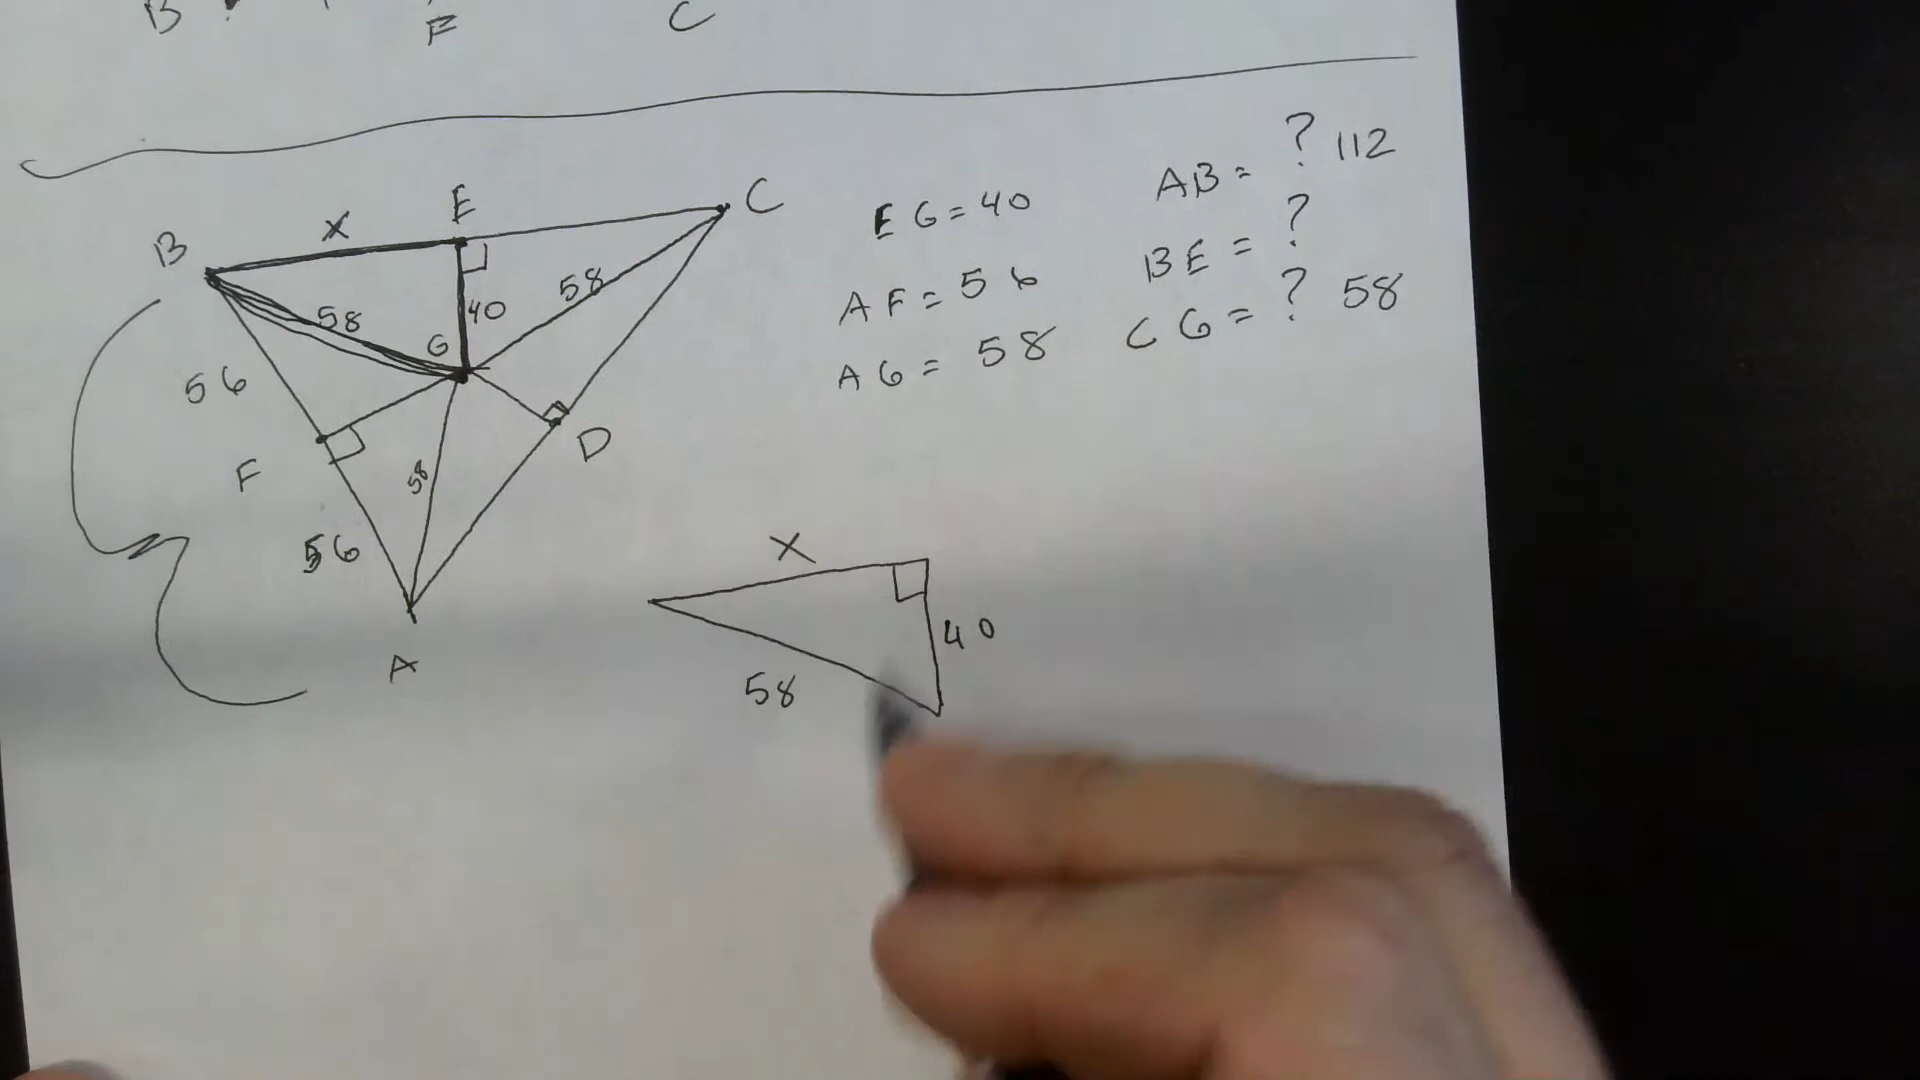 B
F
C
EG = 40
AF = 56
AG = 58
AB = ? 112
BE = ?
CG = ? 58
B
X
E
C
58
40
58
G
56
F
D
58
56
A
X
40
58